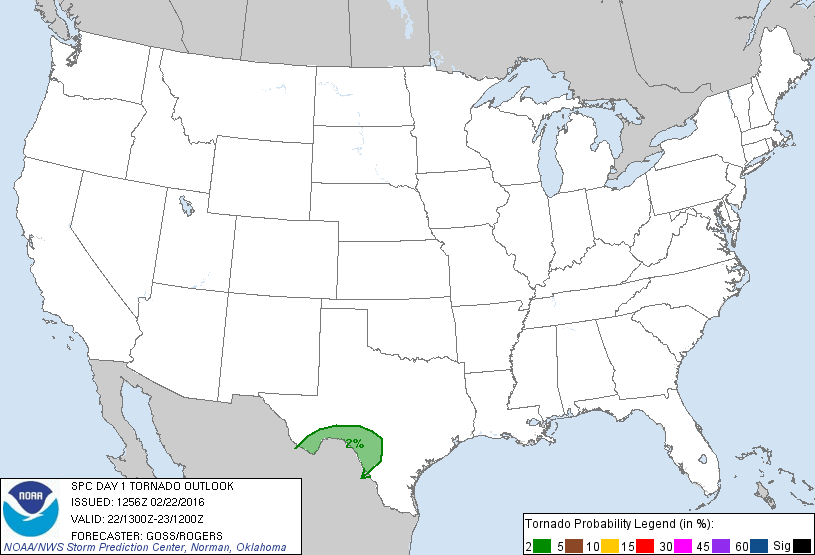 2%
NOAA
SPC DAY 1 TORNADO OUTLOOK
ISSUED: 1256Z 02/22/2016
VALID: 22/1300Z-23/1200Z
FORECASTER: GOSS/ROGERS
NOAA/NWS Storm Prediction Center, Norman, Oklahoma
Tornado Probability Legend (in %):
2 5 10 15 30 45 60 Sig